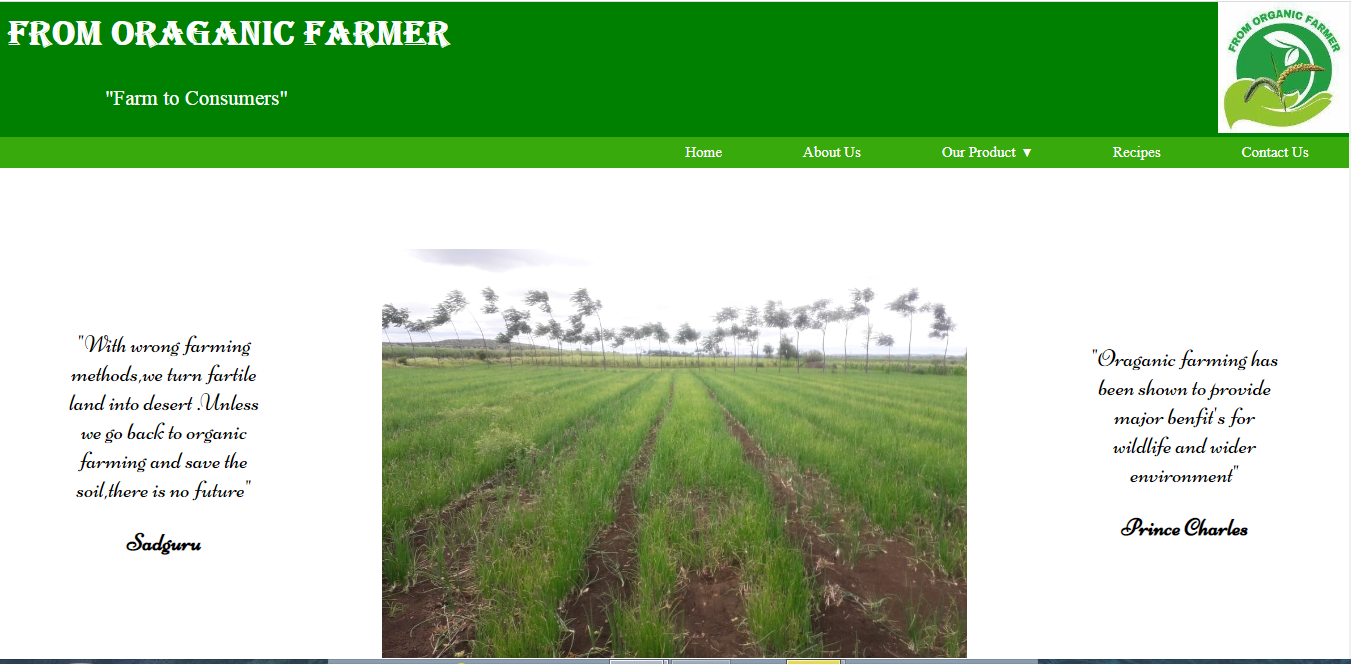 FROM ORAGANIC FARMER
"Farm to Consumers"
FROM ORGANIC FARMER
Home About Us Our Product ▼ Recipes Contact Us
"With wrong farming
methods,we turn fartile
land into desert .Unless
we go back to organic
farming and save the
soil,there is no future"
Sadguru
"Oraganic farming has
been shown to provide
major benfit's for
wildlife and wider
environment"
Prince Charles